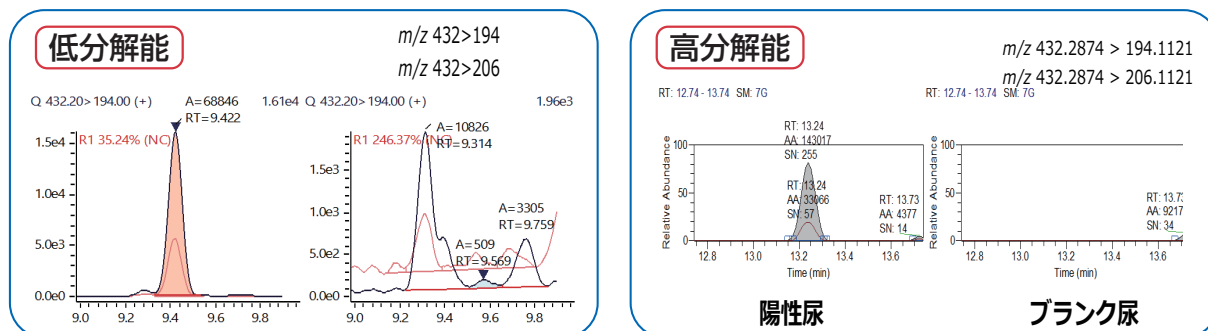 低分解能
m/z 432>194
m/z 432>206
Q 432.20> 194.00 (+)
1.61e4
A=68846
RT=9.422
R1 35.24% (NC)
1.5e4
1.0e4
5.0e3
0.0e0
9.0 9.2 9.4 9.6 9.8
Q 432.20> 194.00 (+)
1.96e3
A=10826
RT=9.314
R1 246.37% (NC)
A=3305
RT=9.759
A=509
RT=9.569
1.5e3
1.0e3
5.0e2
0.0e0
9.0 9.2 9.4 9.6 9.8
高分解能
m/z 432.2874 > 194.1121
m/z 432.2874 > 206.1121
RT: 12.74 - 13.74 SM: 7G
RT: 13.24
AA: 143017
SN: 255
RT: 13.24
AA: 33066
SN: 57
RT: 13.73
AA: 4377
SN: 14
Relative Abundance
100
50
0
12.8 13.0 13.2 13.4 13.6
Time (min)
陽性尿
RT: 12.74 - 13.74 SM: 7G
RT: 13.73
AA: 9217
SN: 34
Relative Abundance
100
50
0
12.8 13.0 13.2 13.4 13.6
Time (min)
ブランク尿